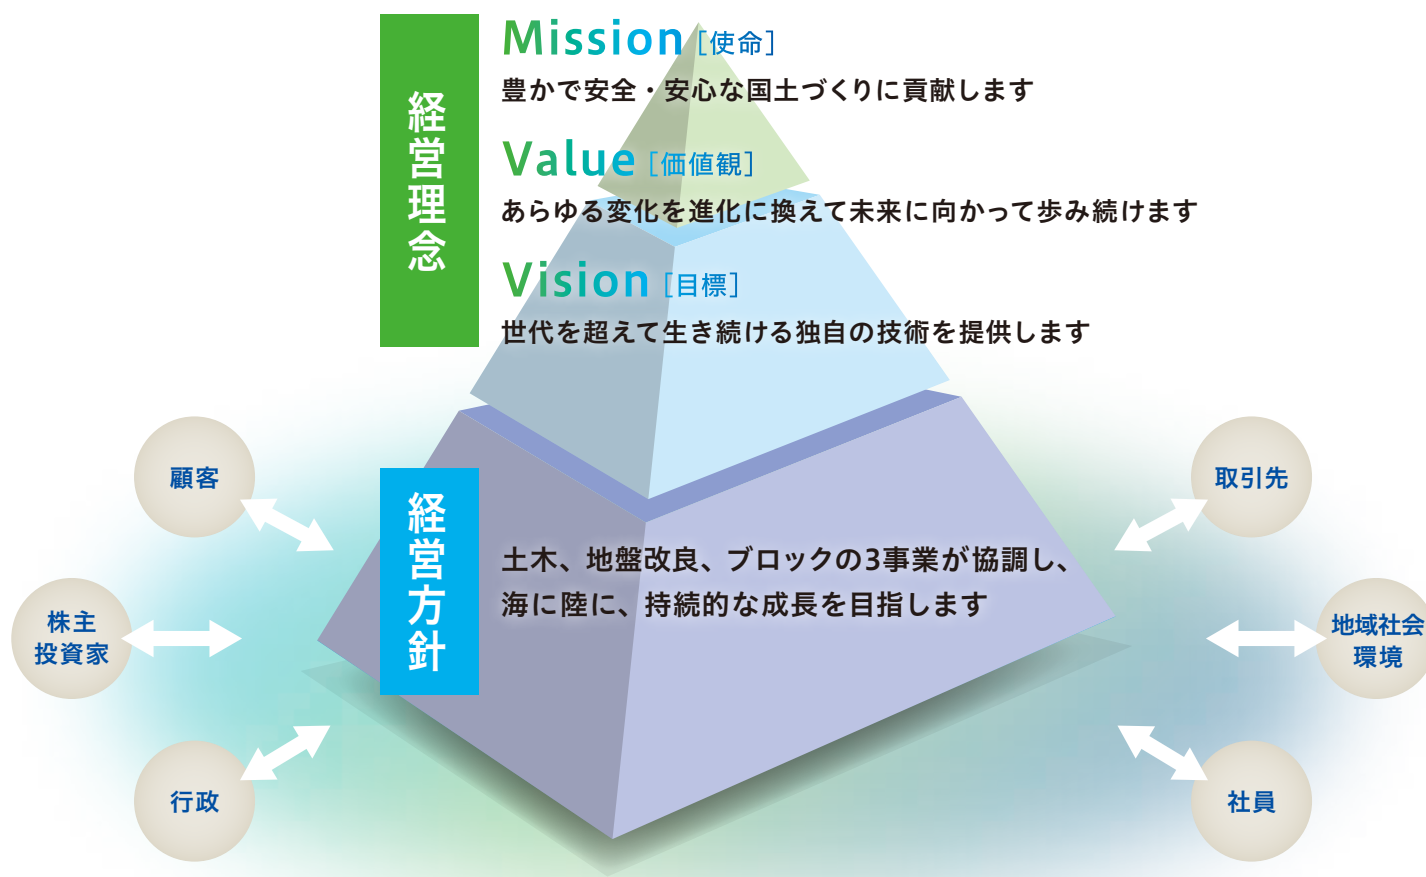 経営理念
Mission［使命］
豊かで安全・安心な国土づくりに貢献します
Value［価値観］
あらゆる変化を進化に換えて未来に向かって歩み続けます
Vision［目標］
世代を超えて生き続ける独自の技術を提供します
経営方針
土木、地盤改良、ブロックの3事業が協調し、
海に陸に、持続的な成長を目指します
顧客
株主
投資家
行政
取引先
地域社会
環境
社員